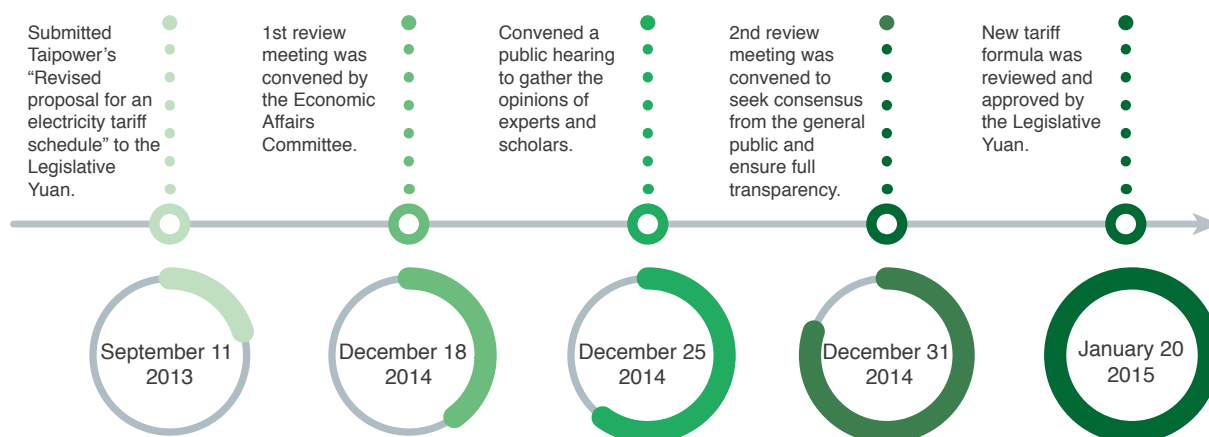 Submitted
Taipower's
“Revised
proposal for an
electricity tariff
schedule” to the
Legislative
Yuan.
1st review
meeting was
convened by
the Economic
Affairs
Committee.
Convened a
public hearing
to gather the
opinions of
experts and
scholars.
2nd review
meeting was
convened to
seek consensus
from the general
public and
ensure full
transparency.
New tariff
formula was
reviewed and
approved by
the Legislative
Yuan.
September 11
2013
December 18
2014
December 25
2014
December 31
2014
January 20
2015